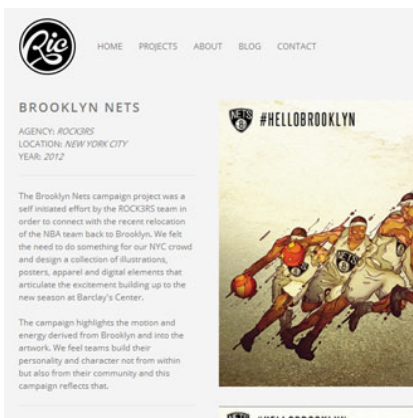 Ric
HOME PROJECTS ABOUT BLOG CONTACT
BROOKLYN NETS
AGENCY: ROCK3RS
LOCATION: NEW YORK CITY
YEAR: 2012
NETS
#HELLOBROOKLYN
The Brooklyn Nets campaign project was a
self initiated effort by the ROCK3RS team in
order to connect with the recent relocation
of the NBA team back to Brooklyn. We felt
the need to do something for our NYC crowd
and design a collection of illustrations,
posters, apparel and digital elements that
articulate the excitement building up to the
new season at Barclay's Center.
The campaign highlights the motion and
energy derived from Brooklyn and into the
artwork. We feel teams build their
personality and character not from within
but also from their community and this
campaign reflects that.